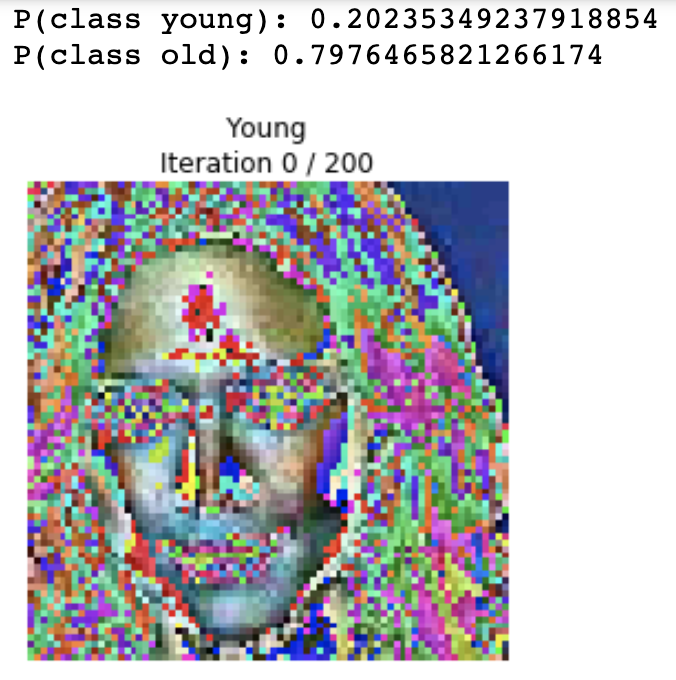 P(class young): 0.20235349237918854
P(class old): 0.7976465821266174
Young
Iteration 0 / 200